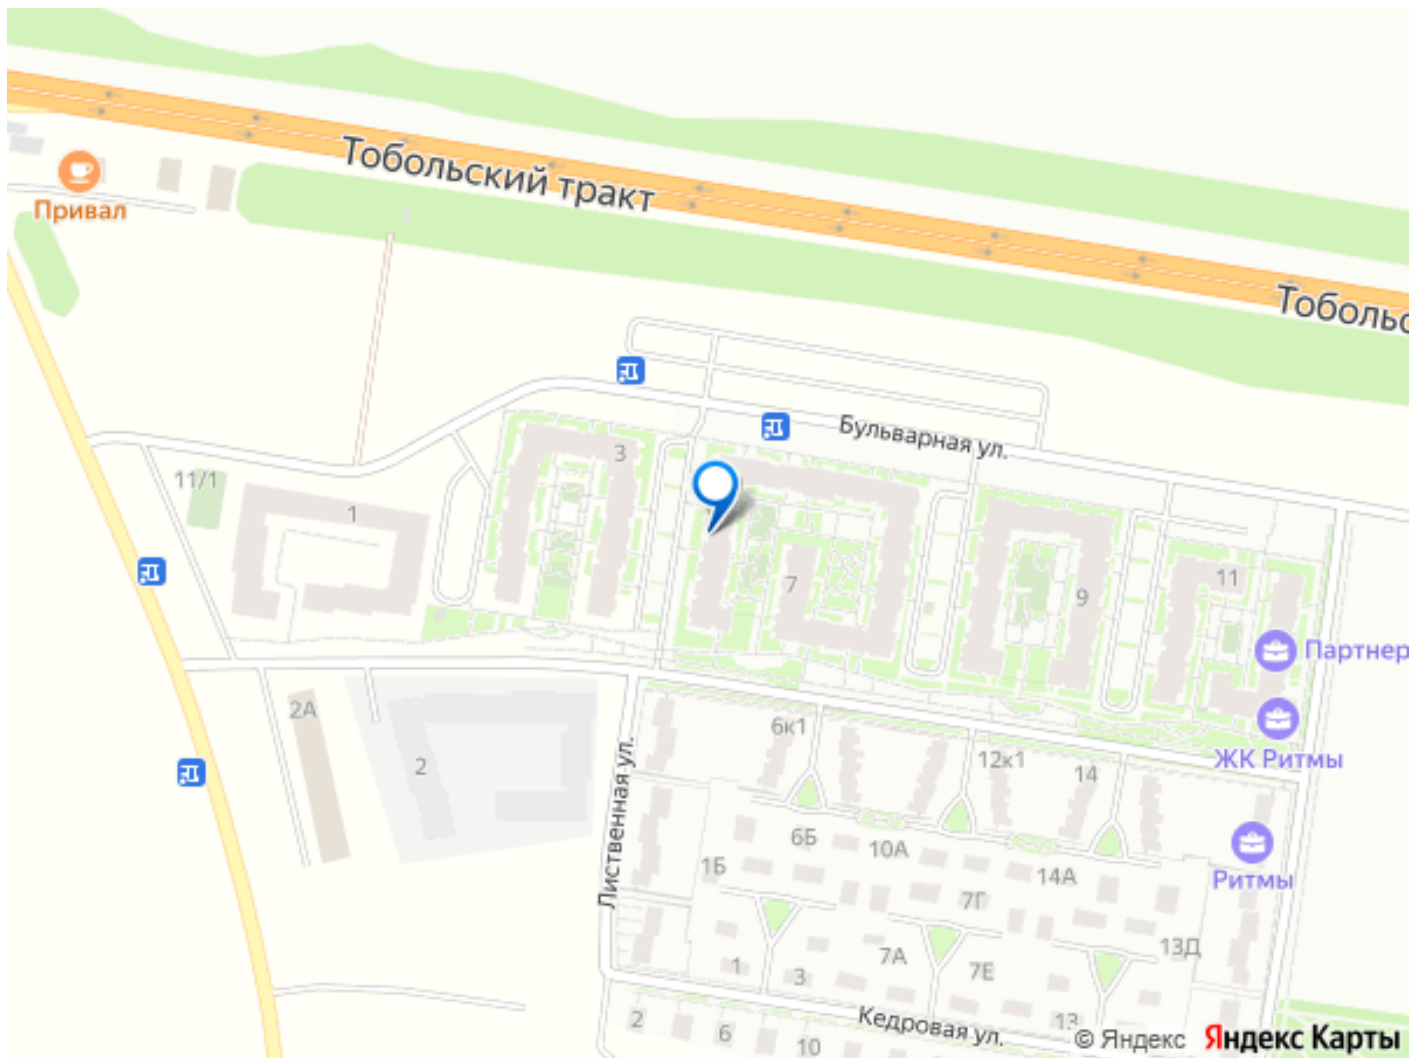 Тобольский тракт
Привал
Тобольс
Бульварная ул.
3
11/1
1
7
9
11
Партнер
2А
2
6к1
12к1
14
ЖК Ритмы
Лиственная ул.
6Б
10А
1Б
14А
Ритмы
7Г
7А
7Е
13Д
1
3
13
2
6
10
Кедровая ул.
© Яндекс Яндекс Карты